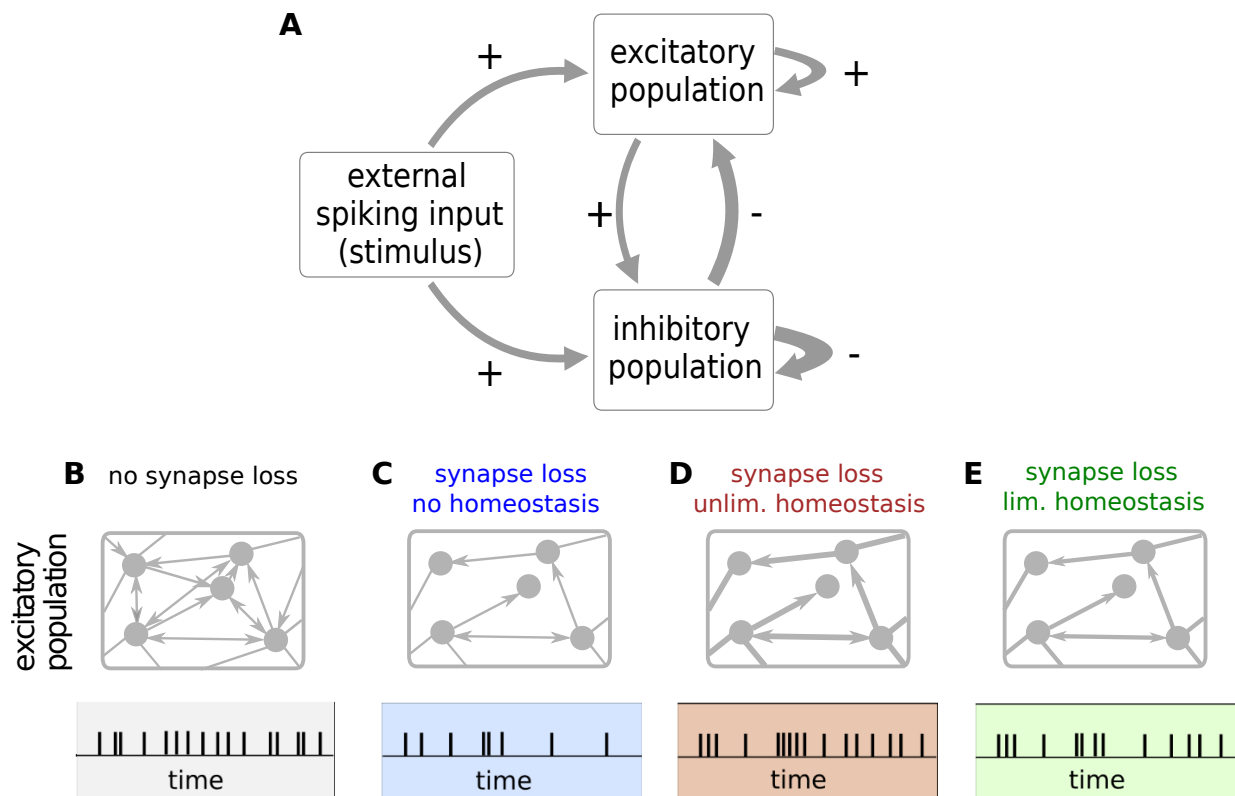 A
excitatory
population
+
+
external
spiking input
(stimulus)
+
-
inhibitory
population
+
-
B
no synapse loss
C
synapse loss
no homeostasis
D
synapse loss
unlim. homeostasis
E
synapse loss
lim. homeostasis
excitatory
population
time
time
time
time